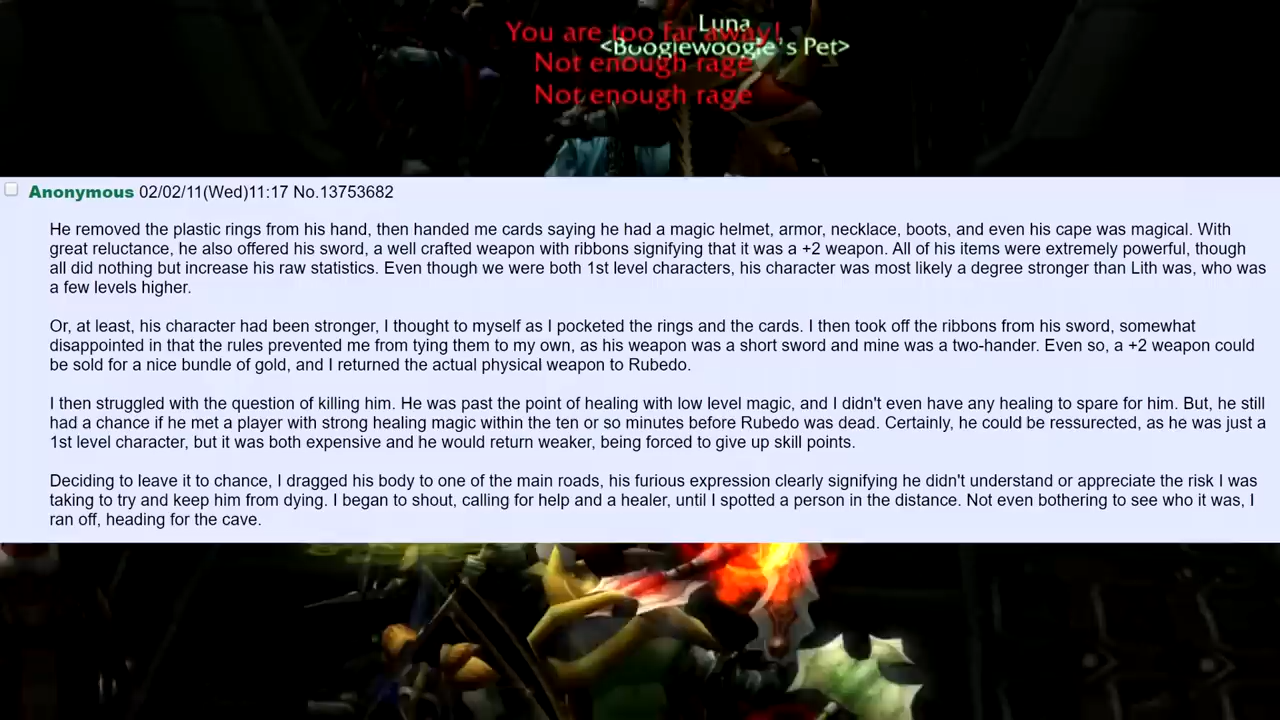 Luna
You are too far away!
<Boogiewoogie's Pet>
Not enough rage
Not enough rage
Anonymous 02/02/11(Wed)11:17 No.13753682
He removed the plastic rings from his hand, then handed me cards saying he had a magic helmet, armor, necklace, boots, and even his cape was magical. With
great reluctance, he also offered his sword, a well crafted weapon with ribbons signifying that it was a +2 weapon. All of his items were extremely powerful, though
all did nothing but increase his raw statistics. Even though we were both 1st level characters, his character was most likely a degree stronger than Lith was, who was
a few levels higher.
Or, at least, his character had been stronger, I thought to myself as I pocketed the rings and the cards. I then took off the ribbons from his sword, somewhat
disappointed in that the rules prevented me from tying them to my own, as his weapon was a short sword and mine was a two-hander. Even so, a +2 weapon could
be sold for a nice bundle of gold, and I returned the actual physical weapon to Rubedo.
I then struggled with the question of killing him. He was past the point of healing with low level magic, and I didn't even have any healing to spare for him. But, he still
had a chance if he met a player with strong healing magic within the ten or so minutes before Rubedo was dead. Certainly, he could be ressurected, as he was just a
1st level character, but it was both expensive and he would return weaker, being forced to give up skill points.
Deciding to leave it to chance, I dragged his body to one of the main roads, his furious expression clearly signifying he didn't understand or appreciate the risk I was
taking to try and keep him from dying. I began to shout, calling for help and a healer, until I spotted a person in the distance. Not even bothering to see who it was, I
ran off, heading for the cave.